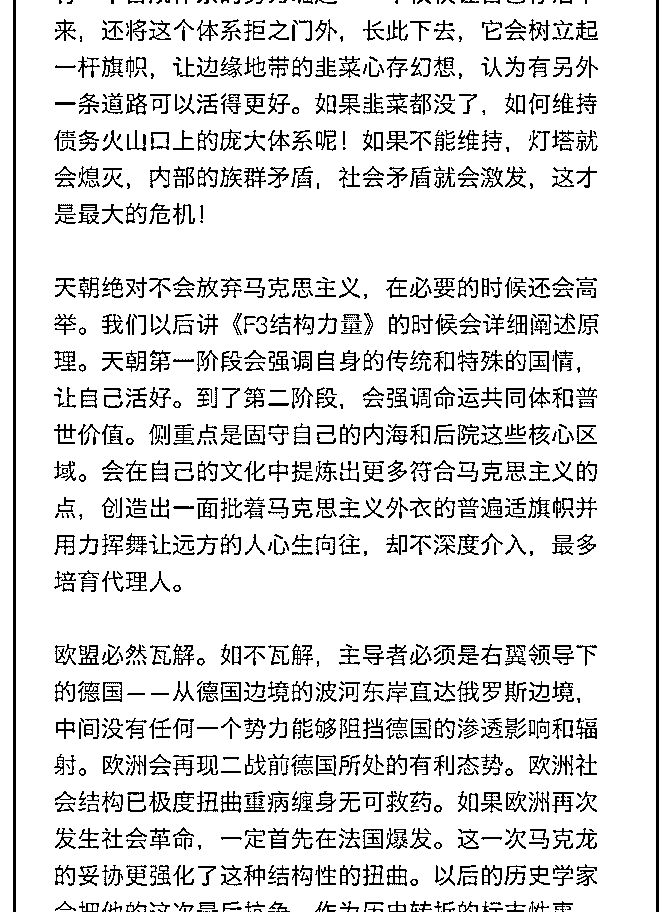 来，还将这个体系拒之门外，长此下去，它会树立起
一杆旗帜，让边缘地带的韭菜心存幻想，认为有另外
一条道路可以活得更好。如果韭菜都没了，如何维持
债务火山口上的庞大体系呢！如果不能维持，灯塔就
会熄灭，内部的族群矛盾，社会矛盾就会激发，这才
是最大的危机！
天朝绝对不会放弃马克思主义，在必要的时候还会高
举。我们以后讲《F3结构力量》的时候会详细阐述原
理。天朝第一阶段会强调自身的传统和特殊的国情，
让自己活好。到了第二阶段，会强调命运共同体和普
世价值。侧重点是固守自己的内海和后院这些核心区
域。会在自己的文化中提炼出更多符合马克思主义的
点，创造出一面批着马克思主义外衣的普遍适旗帜并
用力挥舞让远方的人心生向往，却不深度介入，最多
培育代理人。
欧盟必然瓦解。如不瓦解，主导者必须是右翼领导下
的德国——从德国边境的波河东岸直达俄罗斯边境，
中间没有任何一个势力能够阻挡德国的渗透影响和辐
射。欧洲会再现二战前德国所处的有利态势。欧洲社
会结构已极度扭曲重病缠身无可救药。如果欧洲再次
发生社会革命，一定首先在法国爆发。这一次马克龙
的妥协更强化了这种结构性的扭曲。以后的历史学家